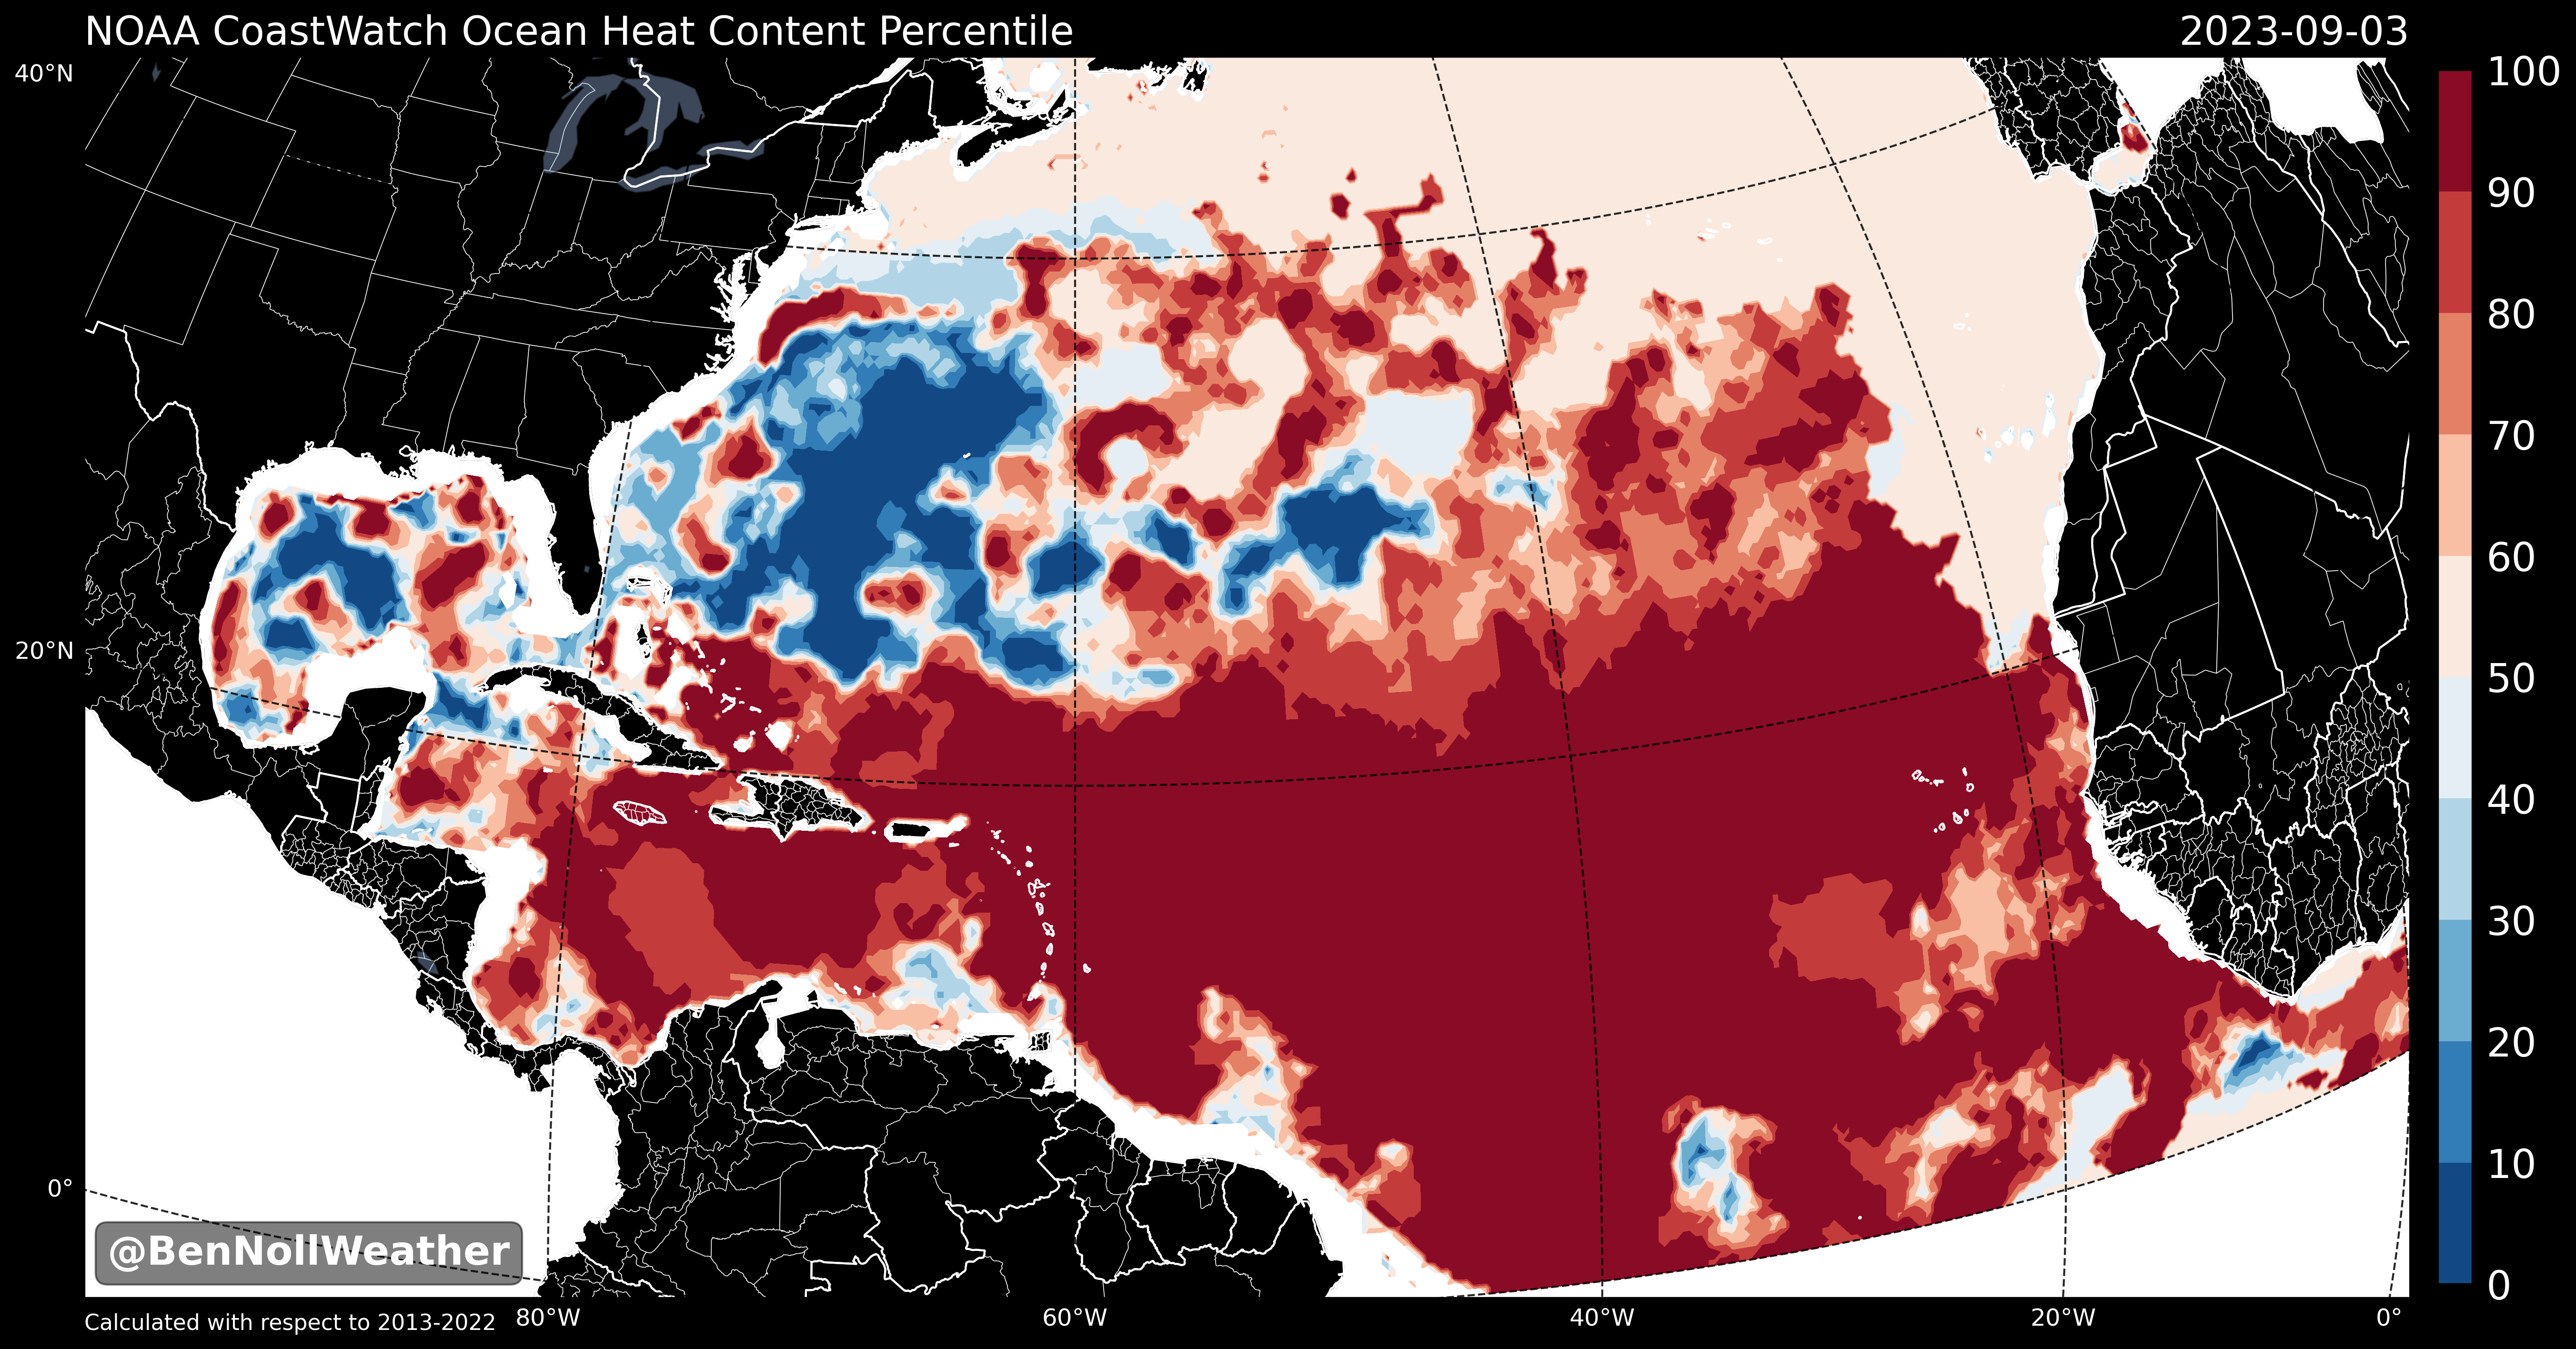 NOAA CoastWatch Ocean Heat Content Percentile
2023-09-03
40°N
20°N
0°
100
90
80
70
60
50
40
30
20
10
0
@BenNollWeather
Calculated with respect to 2013-2022
80°W
60°W
40°W
20°W
0°